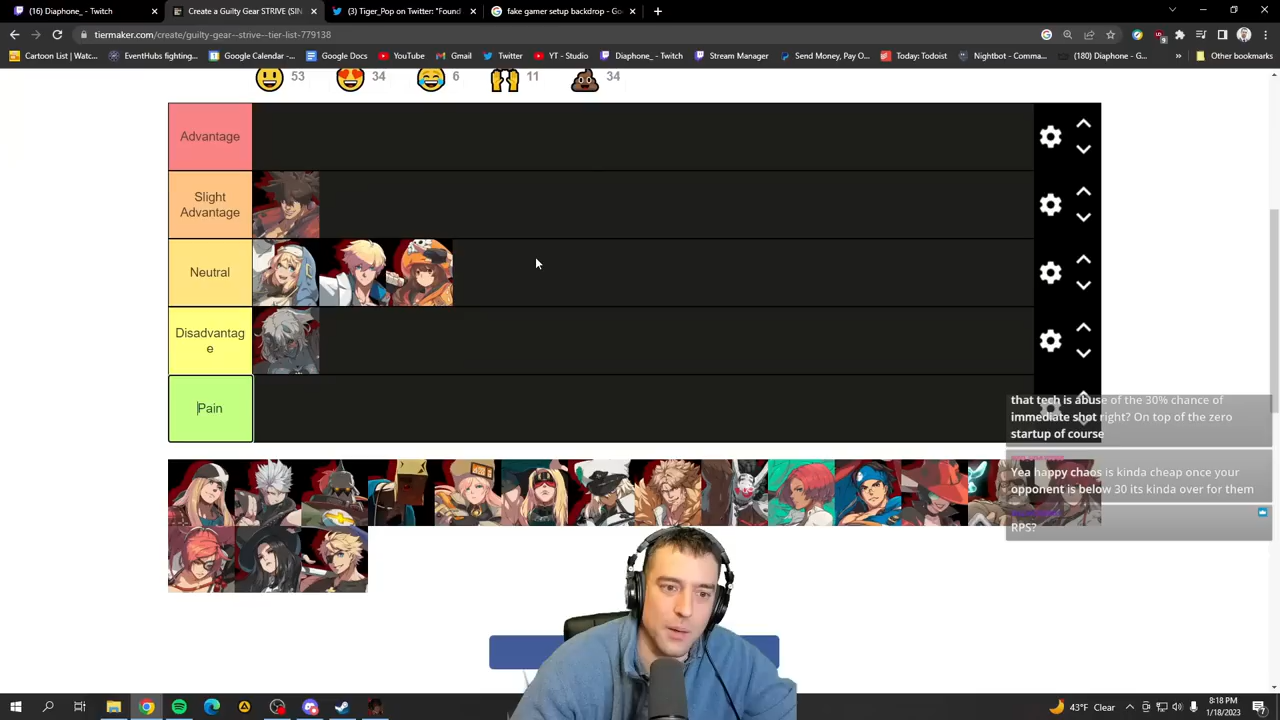 (16) Diaphone_ - Twitch
Create a Guilty Gear STRIVE (SIN
(3) Tiger_Pop on Twitter: "Found
fake gamer setup backdrop - Go
tiermaker.com/create/guilty-gear--strive--tier-list-779138
Cartoon List | Watc...
EventHubs fighting...
Google Calendar -...
Google Docs
YouTube
Gmail
Twitter
YT - Studio
Diaphone_ - Twitch
Stream Manager
Send Money, Pay O...
Today: Todoist
Nightbot - Comma...
(180) Diaphone - G...
Other bookmarks
53
34
6
11
34
Advantage
Slight
Advantage
Neutral
Disadvantag
e
Pain
that tech is abuse of the 30% chance of
immediate shot right? On top of the zero
startup of course
Yea happy chaos is kinda cheap once your
opponent is below 30 its kinda over for them
RPS?
43°F Clear
8:18 PM
1/18/2023